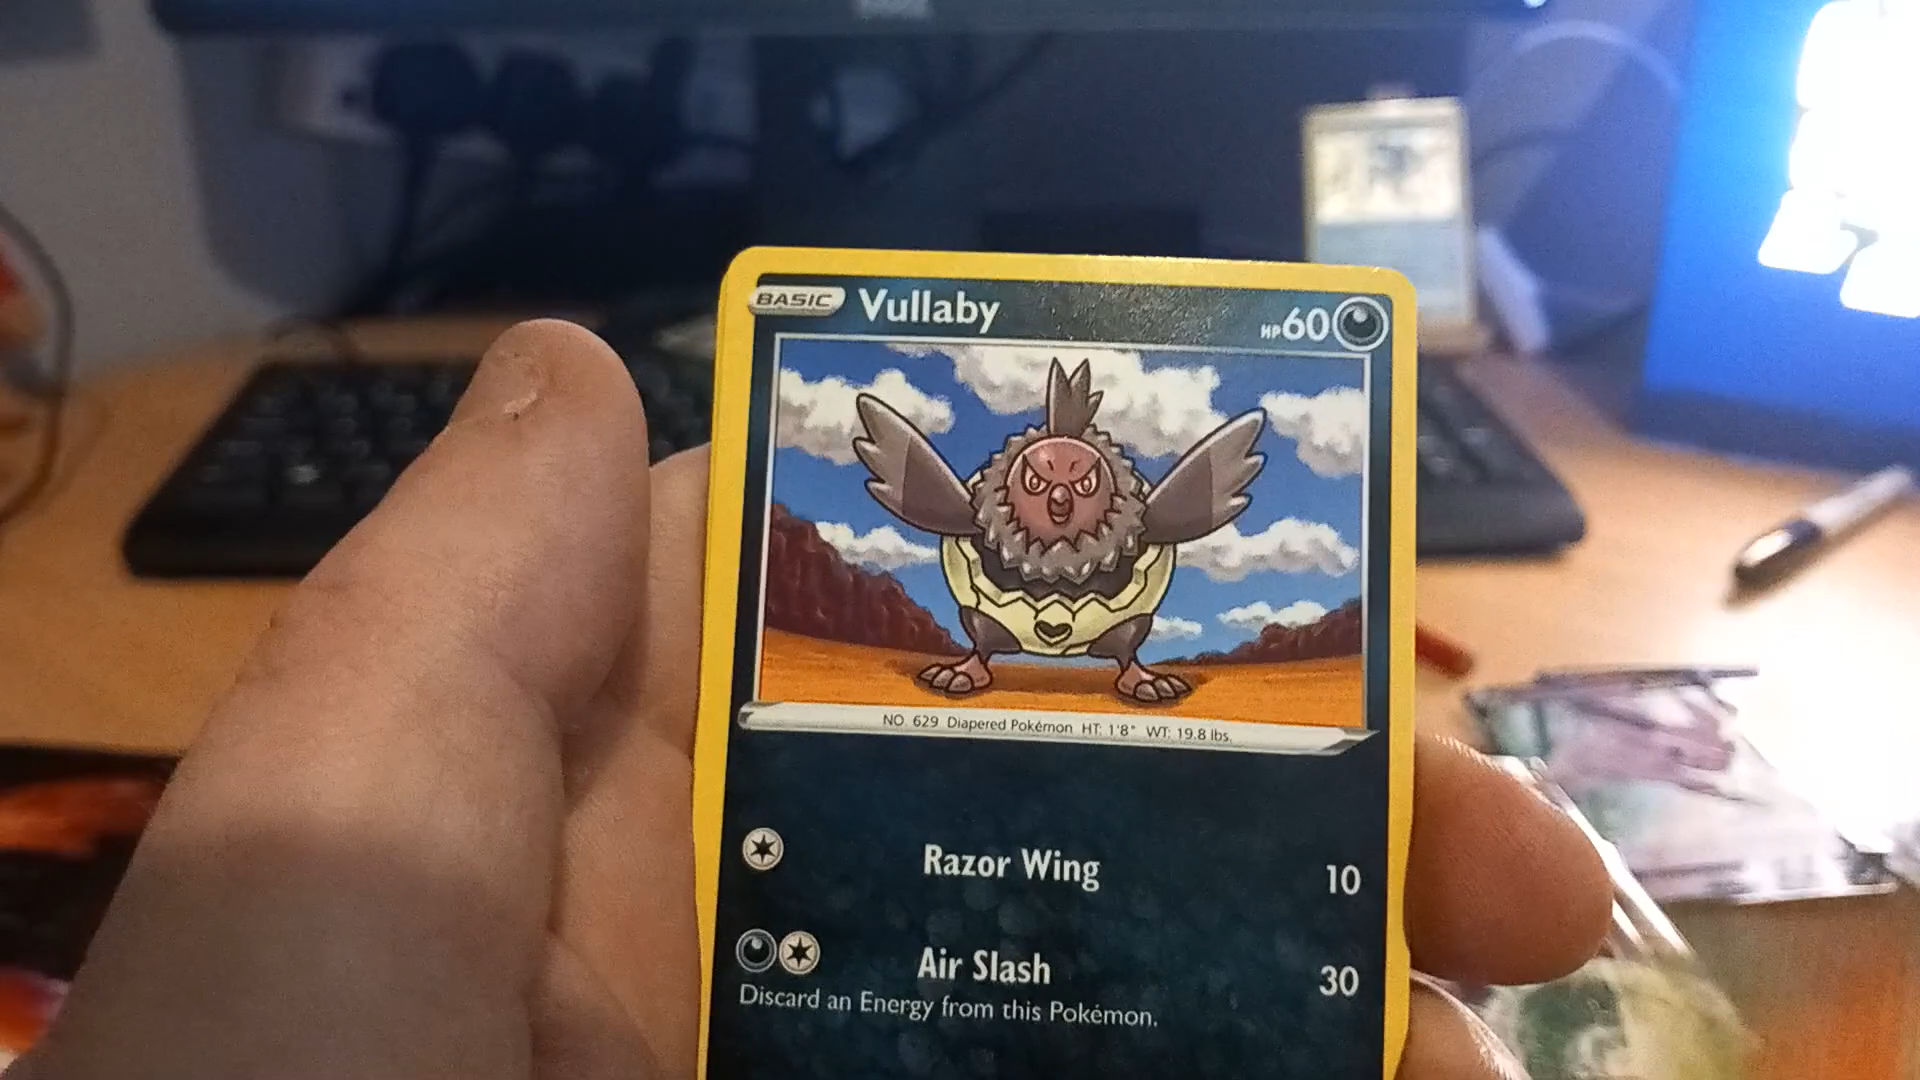 BASIC Vullaby HP60
NO. 629 Diapered Pokémon HT: 1'8" WT: 19.8 lbs.
Razor Wing 10
Air Slash 30
Discard an Energy from this Pokémon.